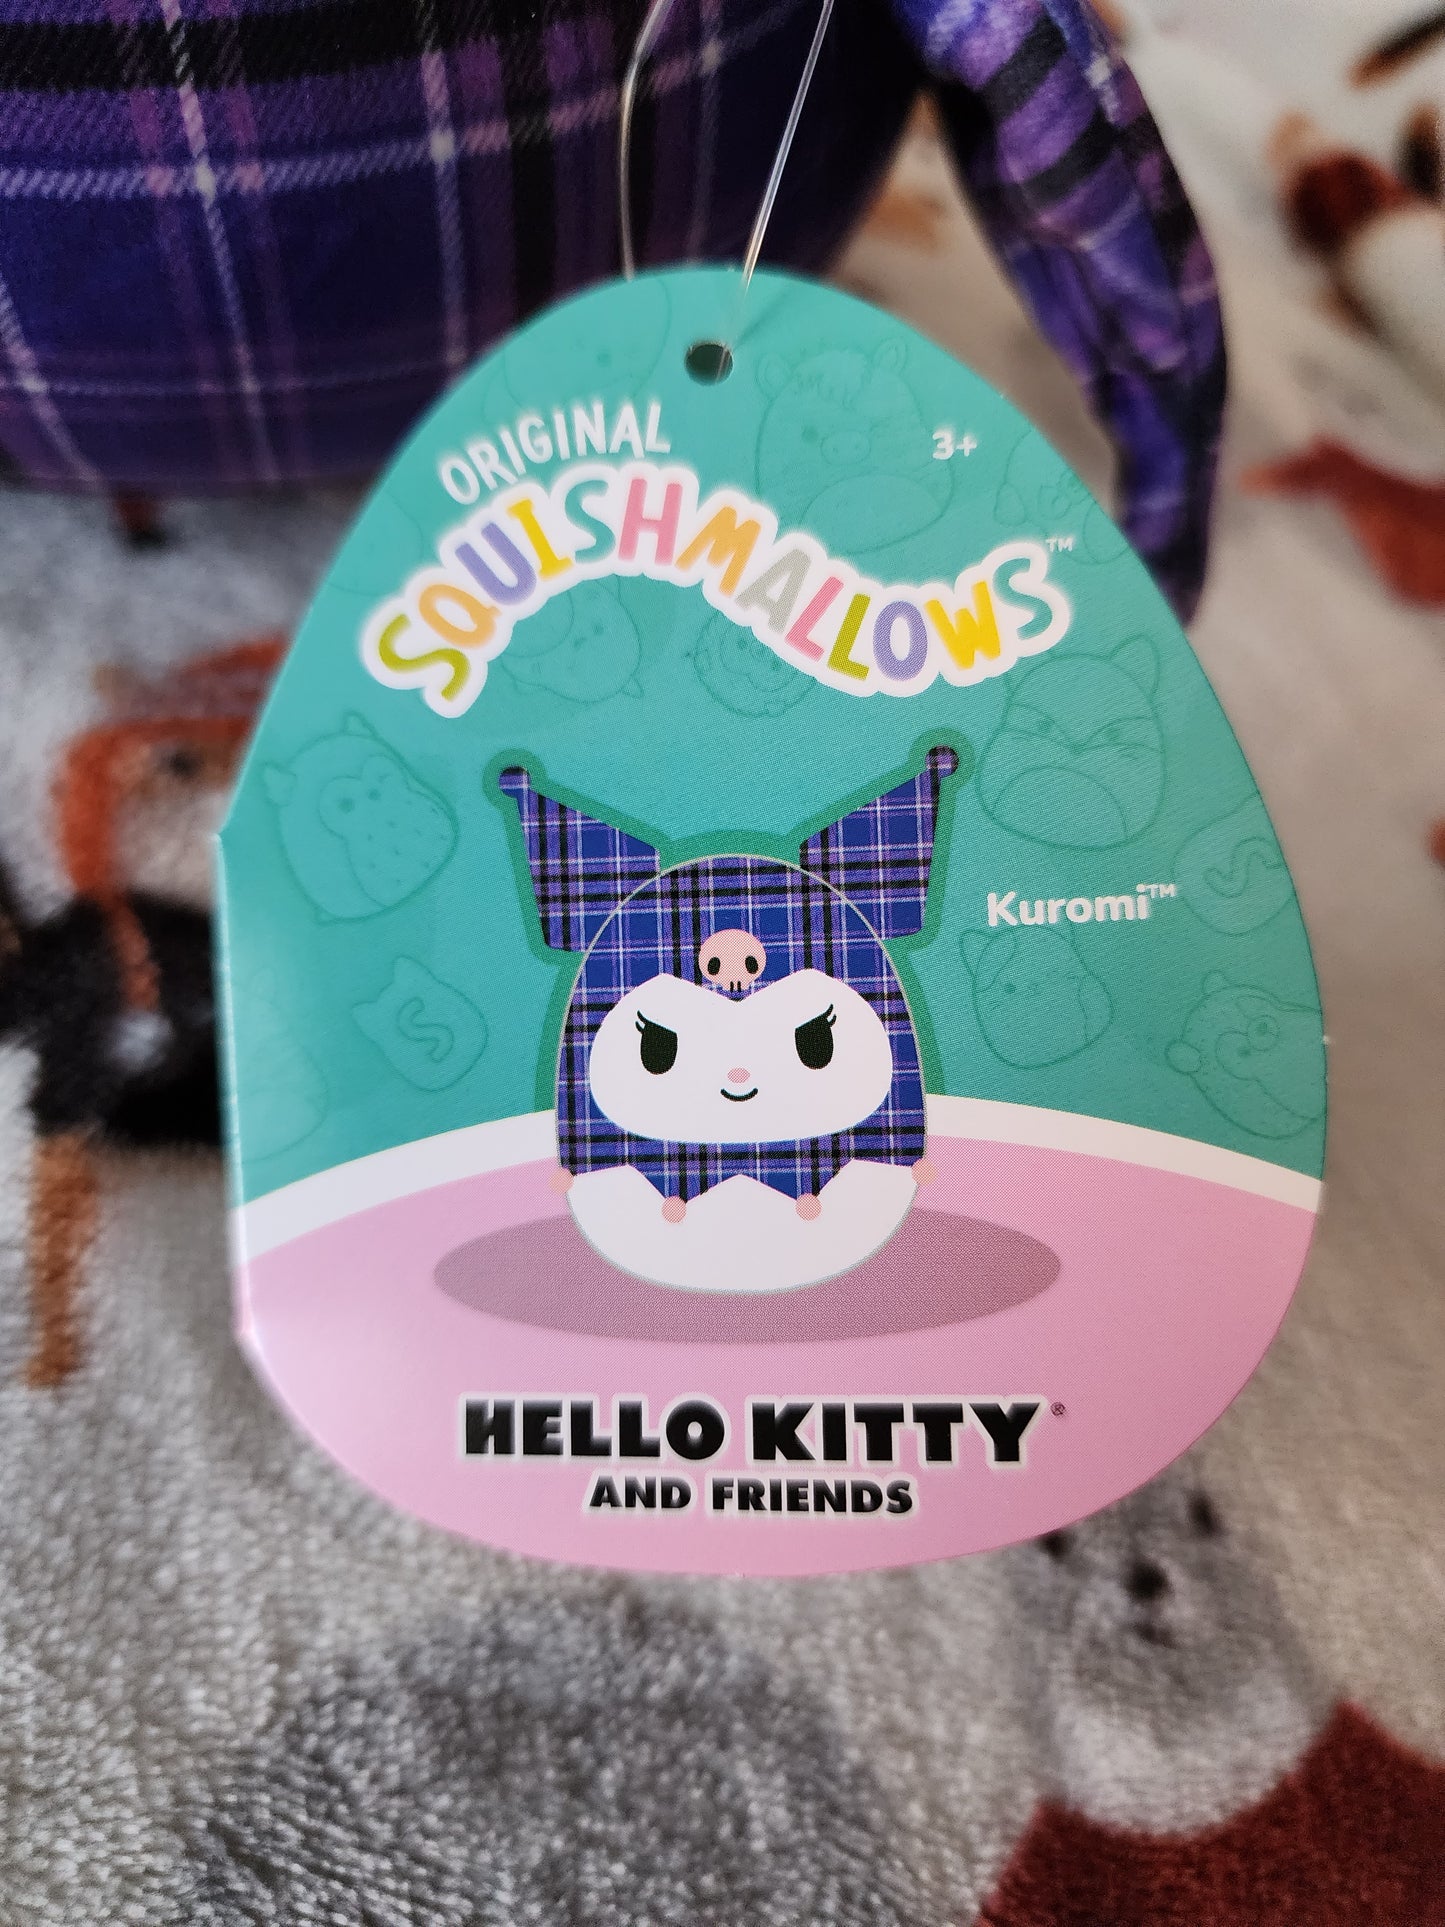 ORIGINAL
3+
SQUISHMALLOWS™
Kuromi™
S
S
HELLO KITTY®
AND FRIENDS